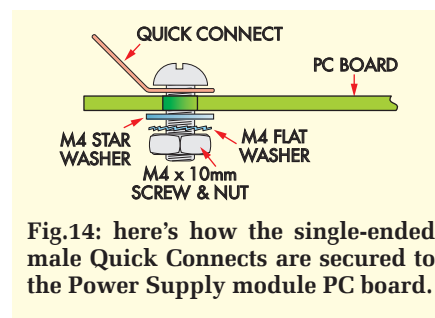 QUICK CONNECT
PC BOARD
M4 STAR
WASHER
M4 FLAT
WASHER
M4 x 10mm
SCREW & NUT
Fig.14: here's how the single-ended
male Quick Connects are secured to
the Power Supply module PC board.